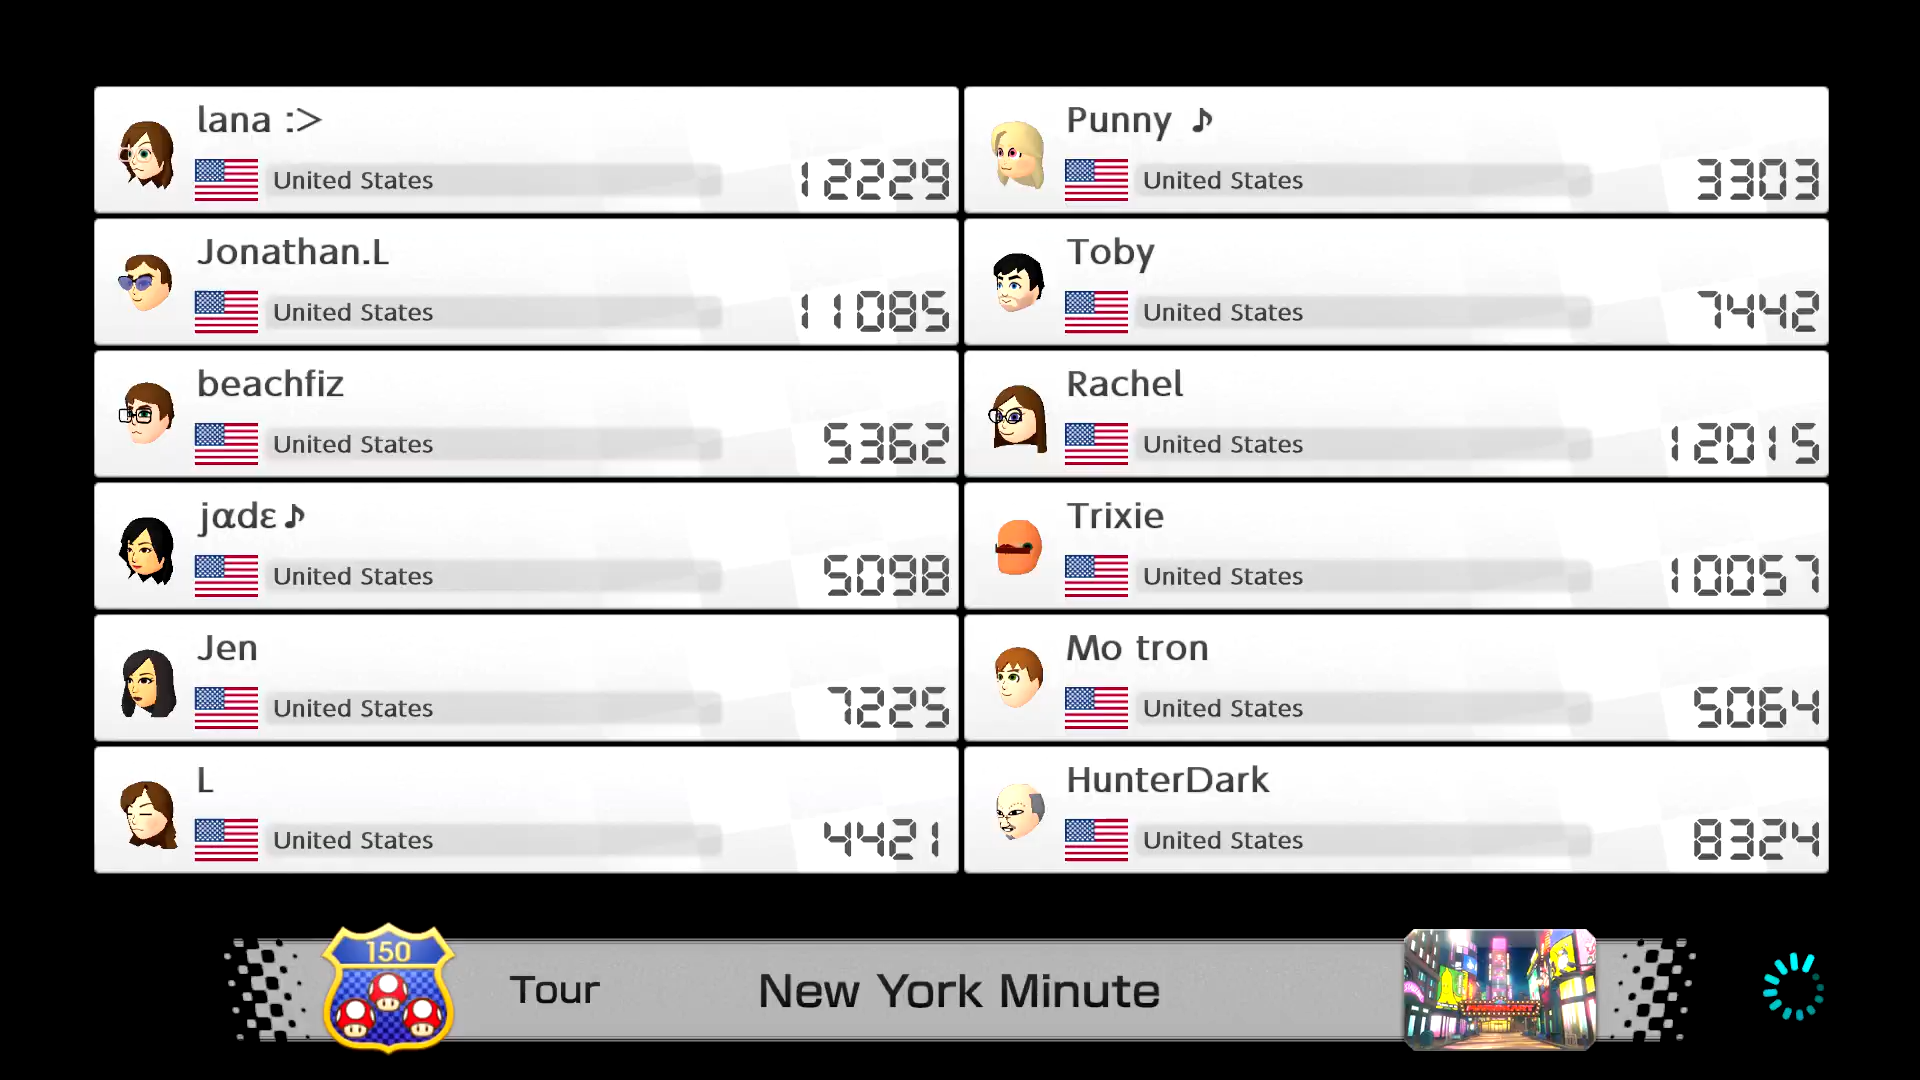 lana :>
United States
12229
Punny ♪
United States
3303
Jonathan.L
United States
11085
Toby
United States
7442
beachfiz
United States
5362
Rachel
United States
12015
jαdε♪
United States
5098
Trixie
United States
10057
Jen
United States
7225
Mo tron
United States
5064
L
United States
4421
HunterDark
United States
8324
150
Tour
New York Minute